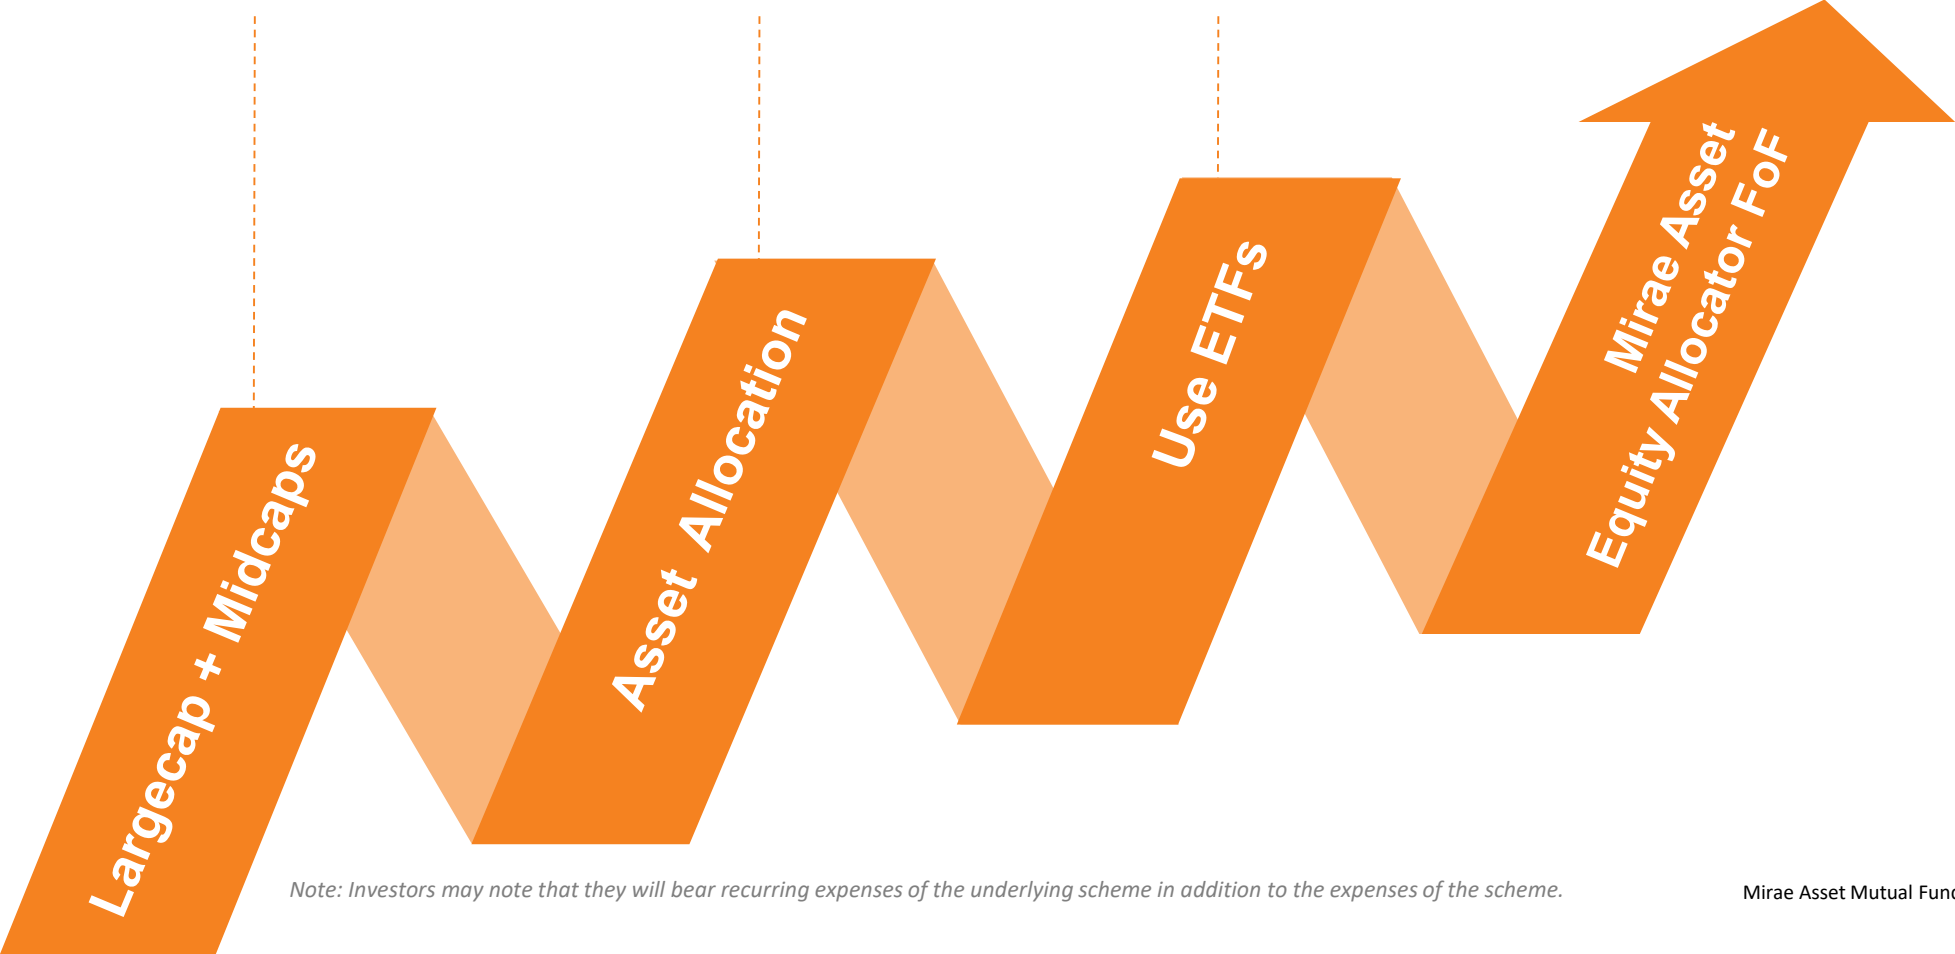 Largecap + Midcaps
Asset Allocation
Use ETFs
Mirae Asset
Equity Allocator FoF
Note: Investors may note that they will bear recurring expenses of the underlying scheme in addition to the expenses of the scheme.
Mirae Asset Mutual Fund